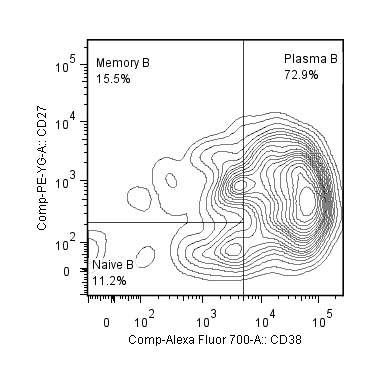 Memory B
15.5%
Plasma B
72.9%
10^5
10^4
10^3
10^2
0
Comp-PE-YG-A:: CD27
Naive B
11.2%
0 10^2 10^3 10^4 10^5
Comp-Alexa Fluor 700-A:: CD38